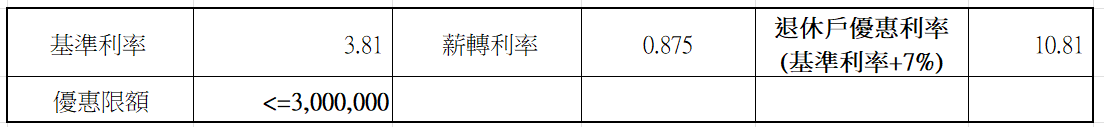 基準利率 3.81 薪轉利率 0.875 退休戶優惠利率
(基準利率+7%) 10.81
優惠限額 <=3,000,000